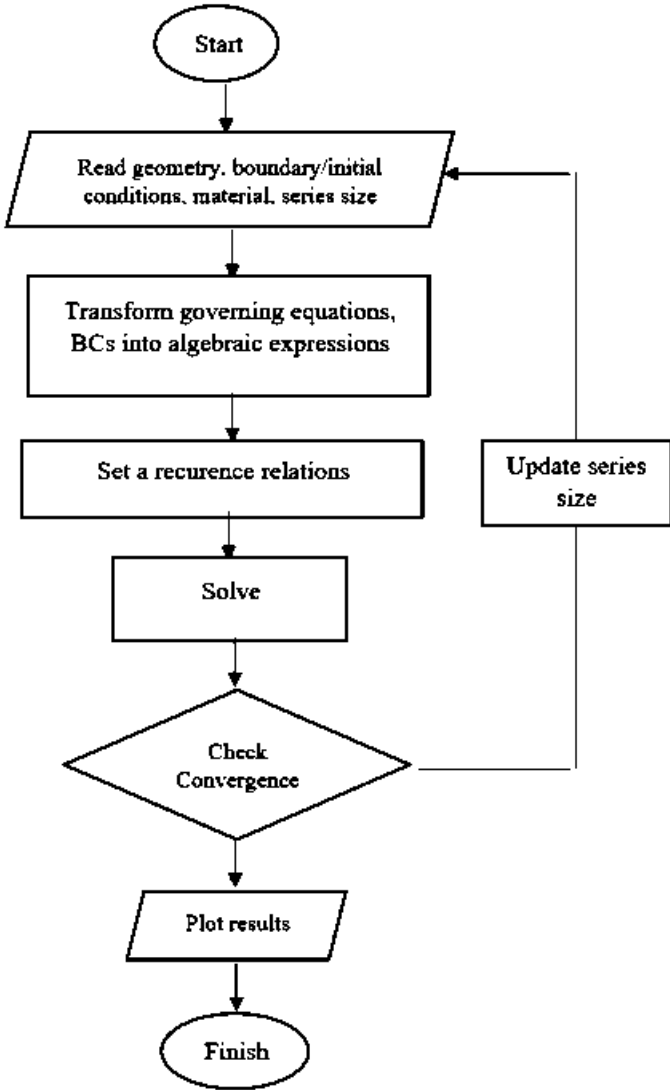 Start
Read geometry, boundary/initial
conditions, material, series size
Transform governing equations,
BCs into algebraic expressions
Set a recurence relations
Update series
size
Solve
Check
Convergence
Plot results
Finish